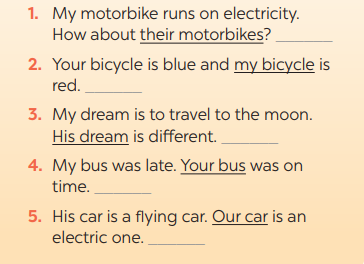 1. My motorbike runs on electricity.
How about their motorbikes? ________
2. Your bicycle is blue and my bicycle is
red. ________
3. My dream is to travel to the moon.
His dream is different. ________
4. My bus was late. Your bus was on
time. ________
5. His car is a flying car. Our car is an
electric one. ________